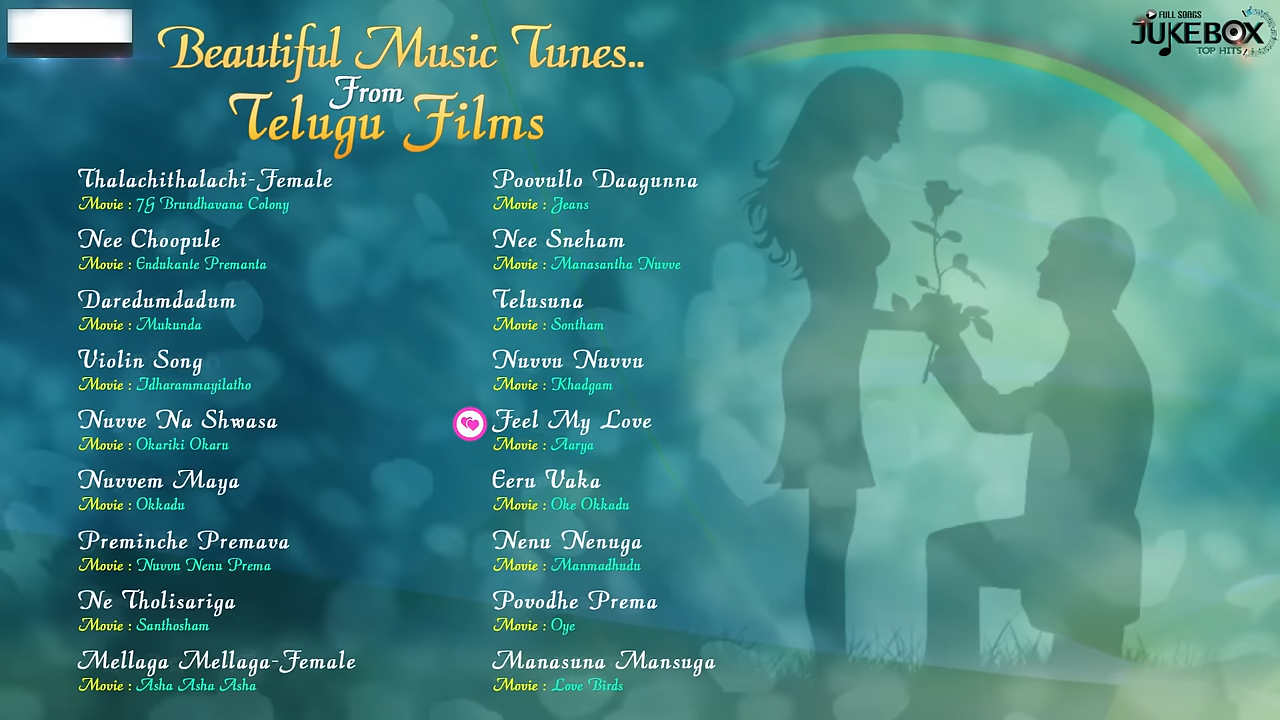 Beautiful Music Tunes..
From
Telugu Films
FULL SONGS
JUKEBOX
TOP HITS
Thalachithalachi-Female
Movie : 7G Brundhavana Colony
Nee Choopule
Movie : Endukante Premanta
Daredumdadum
Movie : Mukunda
Violin Song
Movie : Idharammayilatho
Nuvve Na Shwasa
Movie : Okariki Okaru
Nuvvem Maya
Movie : Okkadu
Preminche Premava
Movie : Nuvvu Nenu Prema
Ne Tholisariga
Movie : Santhosham
Mellaga Mellaga-Female
Movie : Asha Asha Asha
Poovullo Daagunna
Movie : Jeans
Nee Sneham
Movie : Manasantha Nuvve
Telusuna
Movie : Sontham
Nuvvu Nuvvu
Movie : Khadgam
Feel My Love
Movie : Aarya
Eeru Vaka
Movie : Oke Okkadu
Nenu Nenuga
Movie : Manmadhudu
Povodhe Prema
Movie : Oye
Manasuna Mansuga
Movie : Love Birds